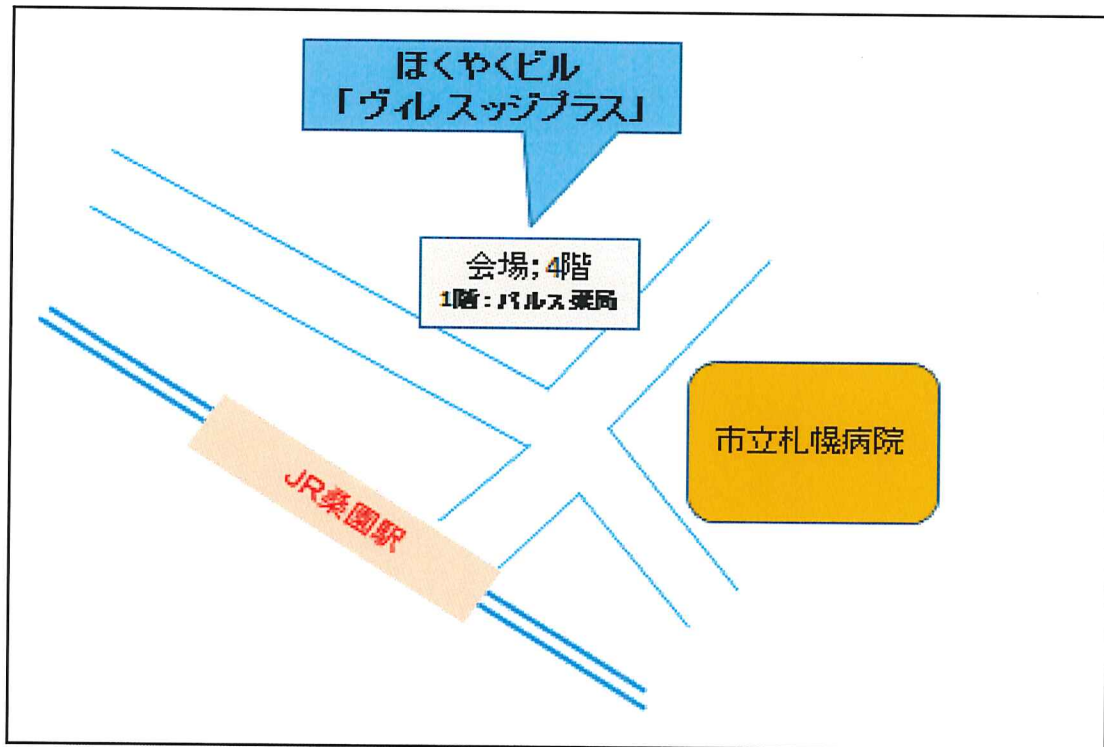 ほくやくビル
「ヴィレスッジプラス」
会場;4階
1階：パルス薬局
市立札幌病院
JR桑園駅